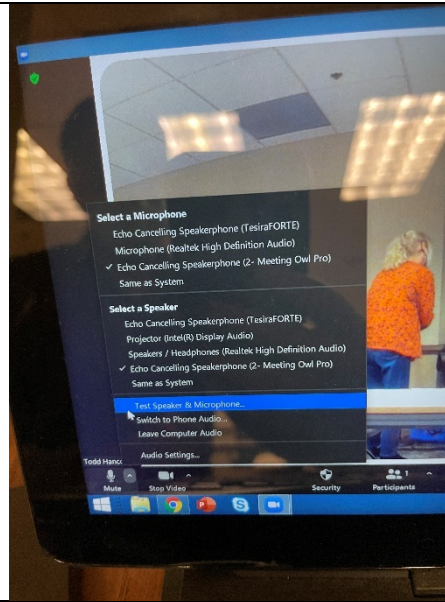 Select a Microphone
Echo Cancelling Speakerphone (TesiraFORTE)
Microphone (Realtek High Definition Audio)
✓ Echo Cancelling Speakerphone (2- Meeting Owl Pro)
Same as System
Select a Speaker
Echo Cancelling Speakerphone (TesiraFORTE)
Projector (Intel(R) Display Audio)
Speakers / Headphones (Realtek High Definition Audio)
✓ Echo Cancelling Speakerphone (2- Meeting Owl Pro)
Same as System
Test Speaker & Microphone...
Switch to Phone Audio...
Leave Computer Audio
Audio Settings...
Todd
Mute Stop Video Security 1 Participants